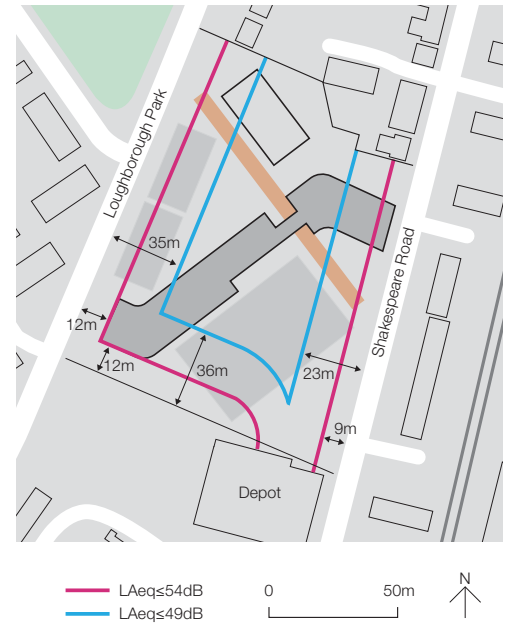 Loughborough Park
35m
Shakespeare Road
12m
12m
36m
23m
9m
Depot
LAeq≤54dB
LAeq≤49dB
0
50m
N